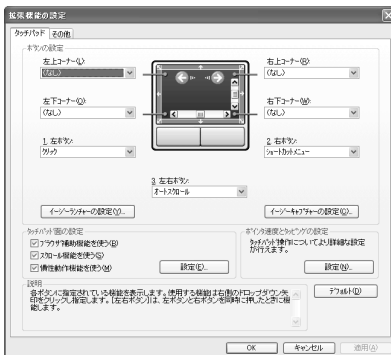 拡張機能の設定
タッチパッド その他
ボタンの設定
左上コーナー(L):
(なし)
右上コーナー(R):
(なし)
左下コーナー(Q):
(なし)
右下コーナー(W):
(なし)
1. 左ボタン:
クリック
2. 右ボタン:
ショートカットメニュー
3. 左右ボタン:
オートスクロール
イージーランチャーの設定(Y)...
イージーキャプチャーの設定(C)...
タッチパッド面の設定
ブラウザ補助機能を使う(B)
スクロール機能を使う(S)
慣性動作機能を使う(M)
設定(E)...
ポインタ速度とタッピングの設定
タッチパッド操作についてより詳細な設定
が行えます。
設定(N)...
説明
各ボタンに指定されている機能を表示します。使用する機能は右側のドロップダウン矢
印をクリックし指定します。[左右ボタン]は、左ボタンと右ボタンを同時に押したときに機
能します。
デフォルト(D)
OK キャンセル 適用(A)